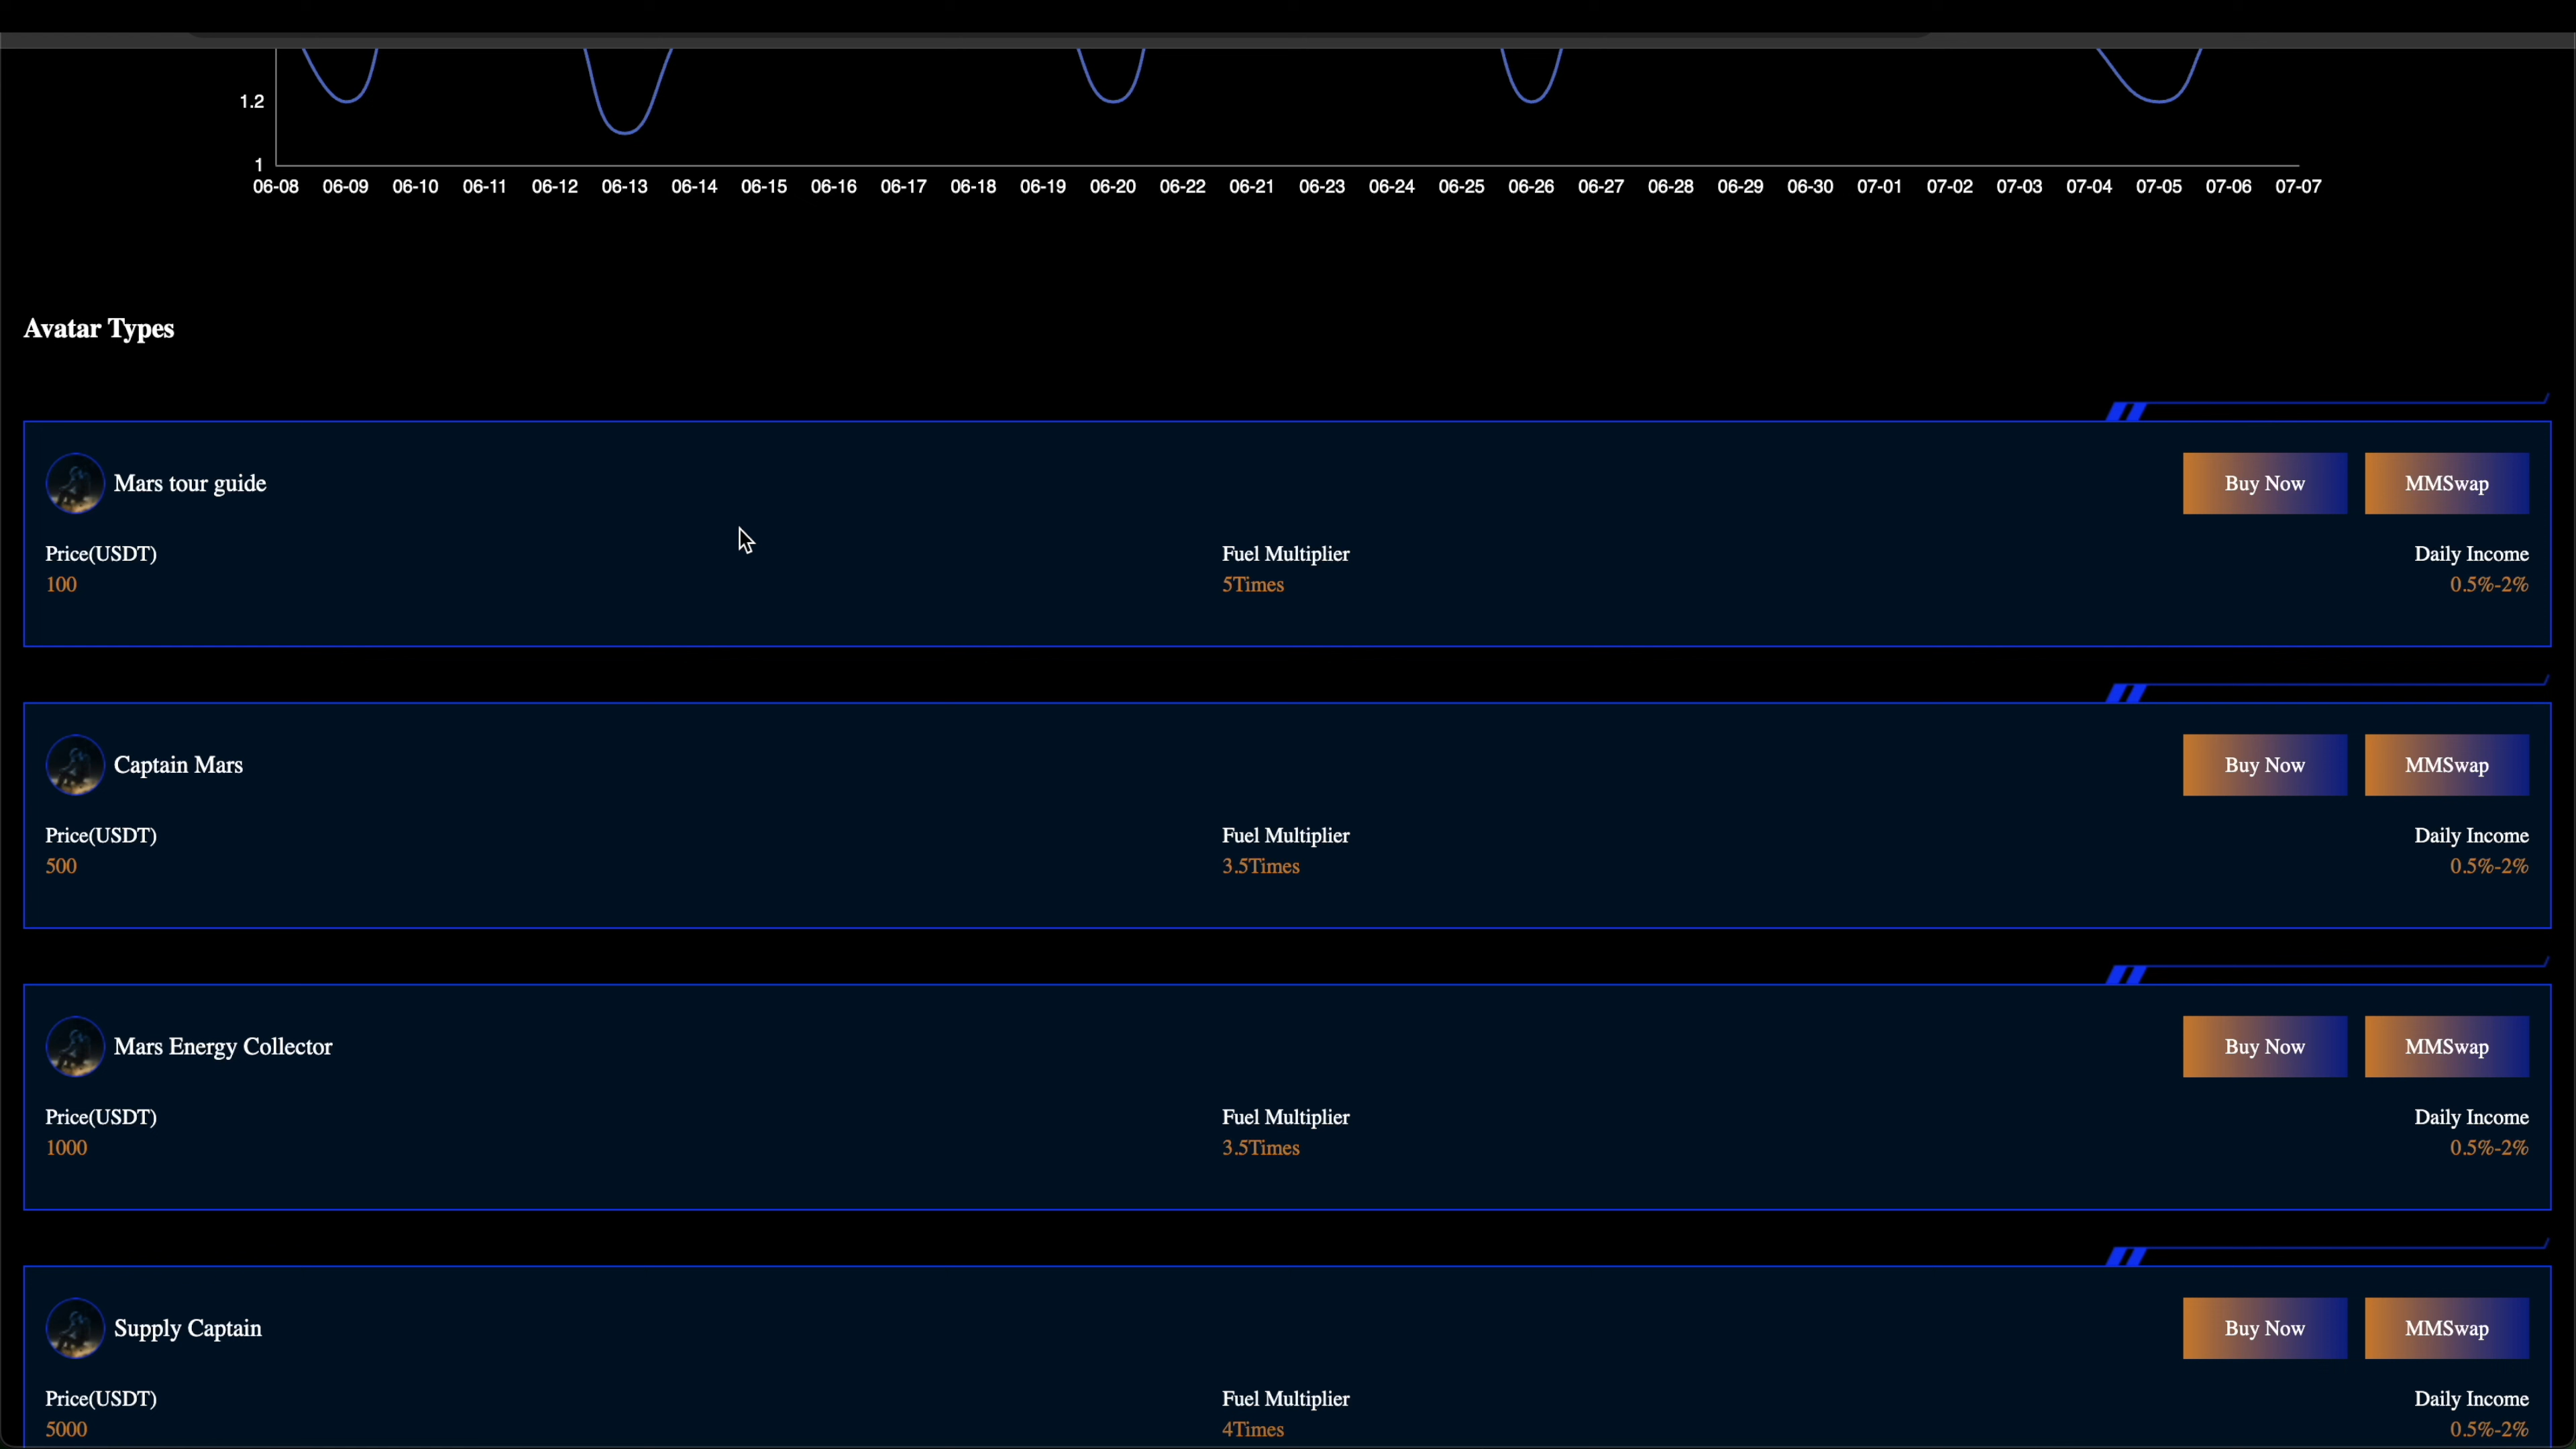 1.2
1
06-08 06-09 06-10 06-11 06-12 06-13 06-14 06-15 06-16 06-17 06-18 06-19 06-20 06-22 06-21 06-23 06-24 06-25 06-26 06-27 06-28 06-29 06-30 07-01 07-02 07-03 07-04 07-05 07-06 07-07
Avatar Types
Mars tour guide Buy Now MMSwap
Price(USDT) Fuel Multiplier Daily Income
100 5Times 0.5%-2%
Captain Mars Buy Now MMSwap
Price(USDT) Fuel Multiplier Daily Income
500 3.5Times 0.5%-2%
Mars Energy Collector Buy Now MMSwap
Price(USDT) Fuel Multiplier Daily Income
1000 3.5Times 0.5%-2%
Supply Captain Buy Now MMSwap
Price(USDT) Fuel Multiplier Daily Income
5000 4Times 0.5%-2%